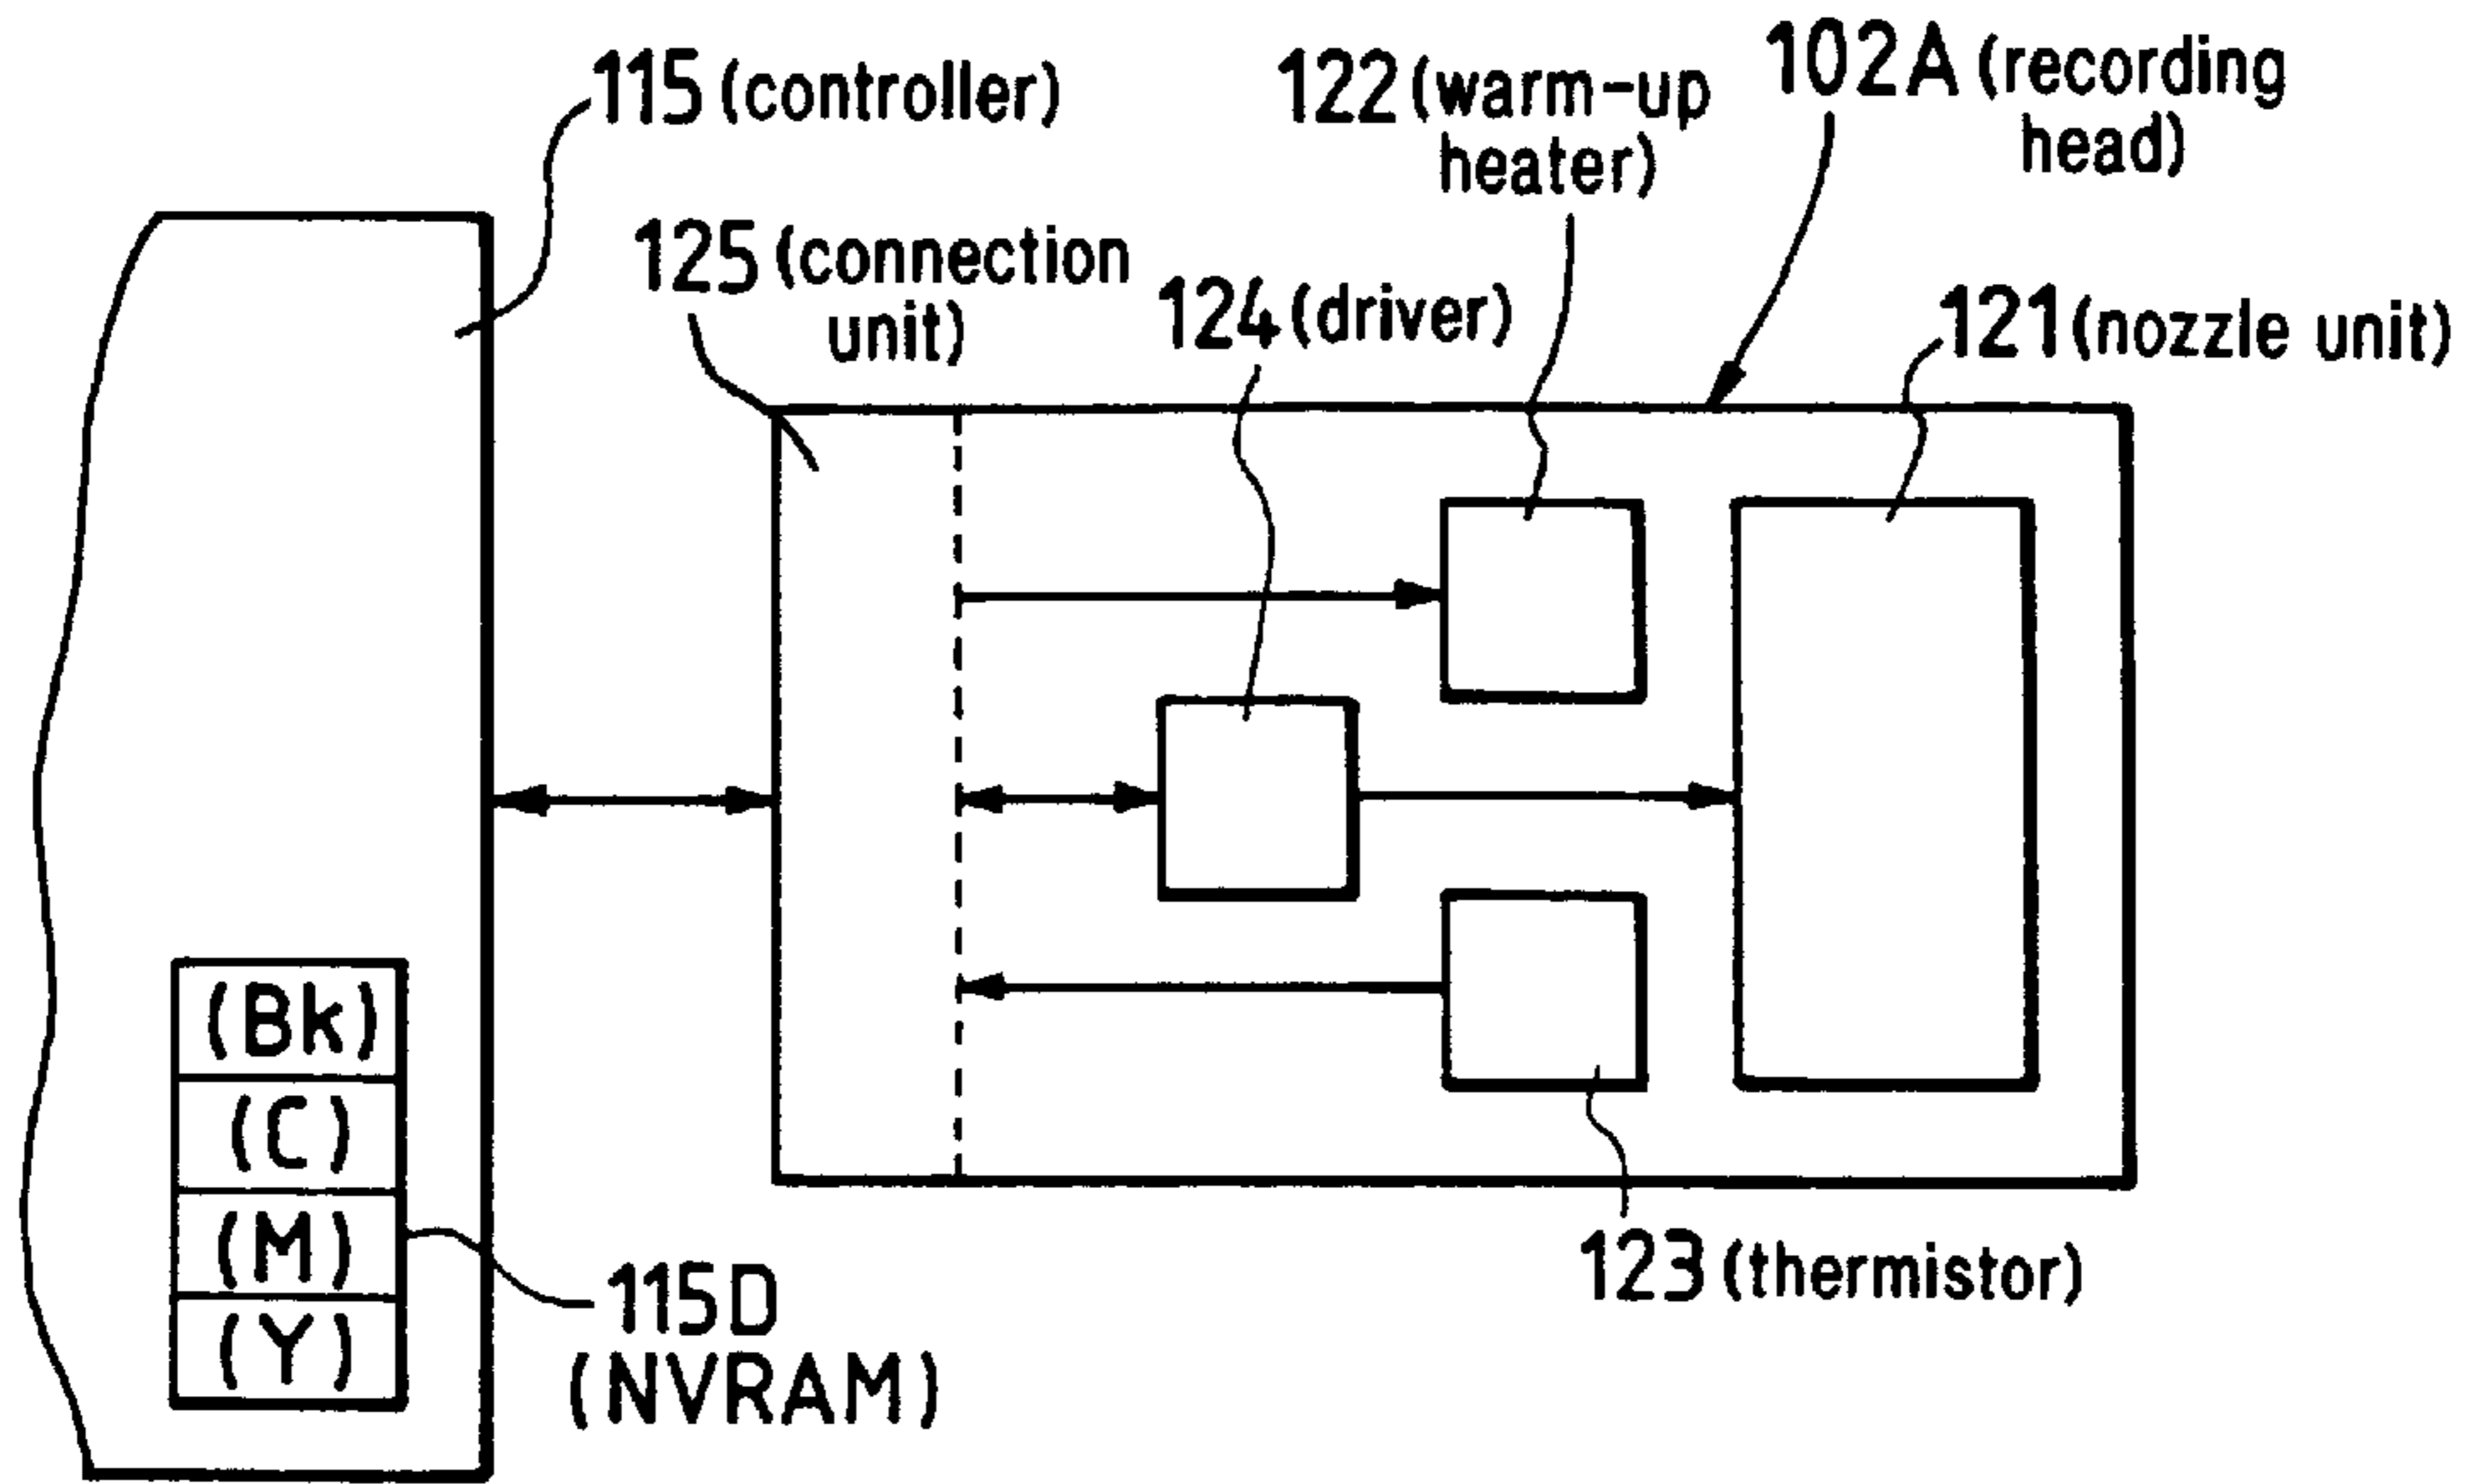 115 (controller)
122 (warm-up
heater)
102A (recording
head)
125 (connection
unit)
124 (driver)
121 (nozzle unit)
(Bk)
(C)
(M)
(Y)
115D
(NVRAM)
123 (thermistor)